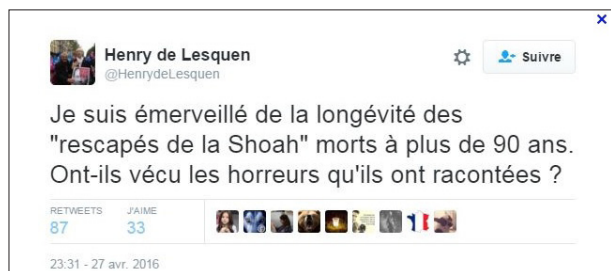 ×
Henry de Lesquen
@HenrydeLesquen
Suivre
Je suis émerveillé de la longévité des
"rescapés de la Shoah" morts à plus de 90 ans.
Ont-ils vécu les horreurs qu'ils ont racontées ?
RETWEETS J'AIME
87 33
23:31 - 27 avr. 2016